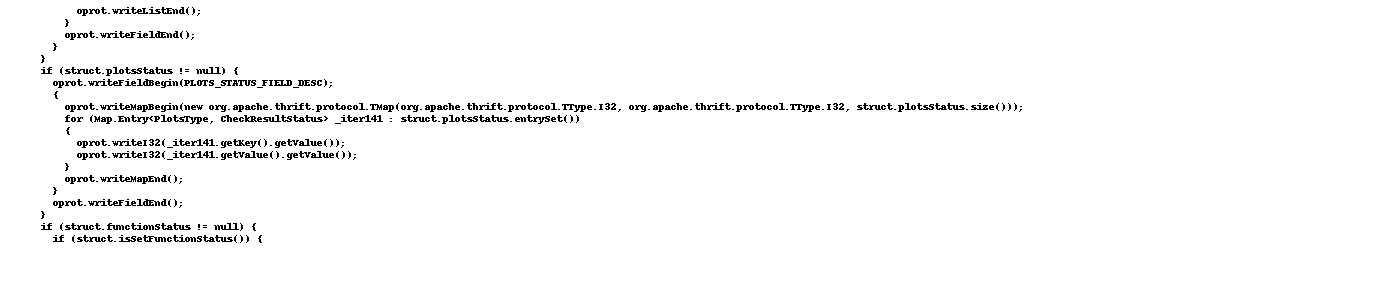 oprot.writeListEnd();
}
oprot.writeFieldEnd();
}
}
if (struct.plotsStatus != null) {
oprot.writeFieldBegin(PLOTS_STATUS_FIELD_DESC);
{
oprot.writeMapBegin(new org.apache.thrift.protocol.TMap(org.apache.thrift.protocol.TType.I32, org.apache.thrift.protocol.TType.I32, struct.plotsStatus.size()));
for (Map.Entry<PlotsType, CheckResultStatus> _iter141 : struct.plotsStatus.entrySet())
{
oprot.writeI32(_iter141.getKey().getValue());
oprot.writeI32(_iter141.getValue().getValue());
}
oprot.writeMapEnd();
}
oprot.writeFieldEnd();
}
if (struct.functionStatus != null) {
if (struct.isSetFunctionStatus()) {